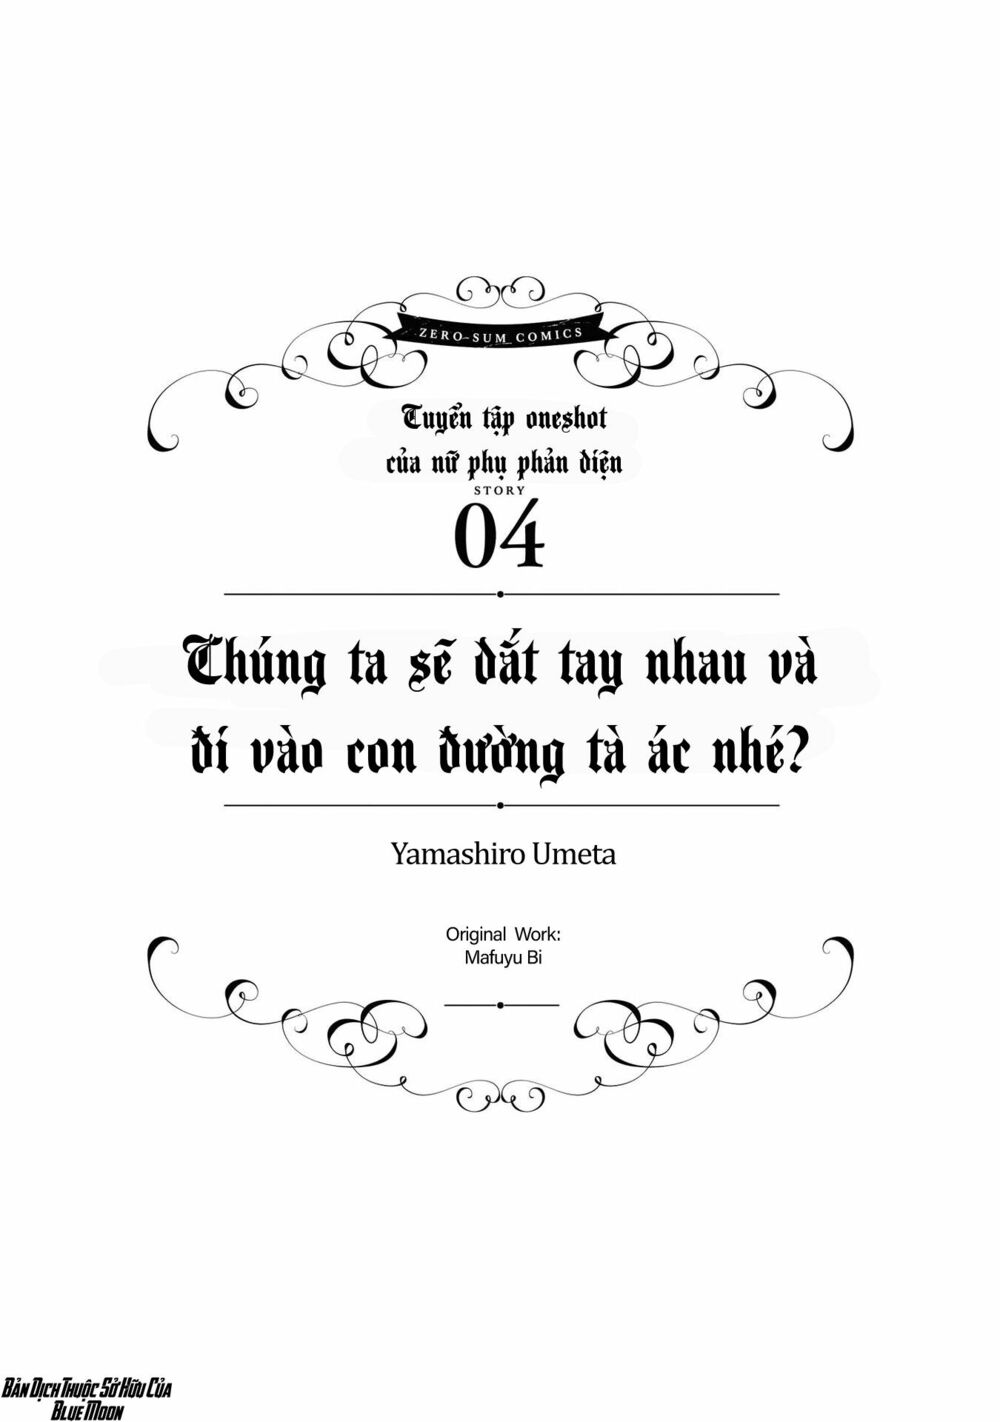 ZERO-SUM COMICS
Tuyển tập oneshot
của nữ phụ phản diện
STORY
04
Chúng ta sẽ dắt tay nhau và
đi vào con đường tà ác nhé?
Yamashiro Umeta
Original Work:
Mafuyu Bi
BẢN DỊCH THUỘC SỞ HỮU CỦA
BLUE MOON